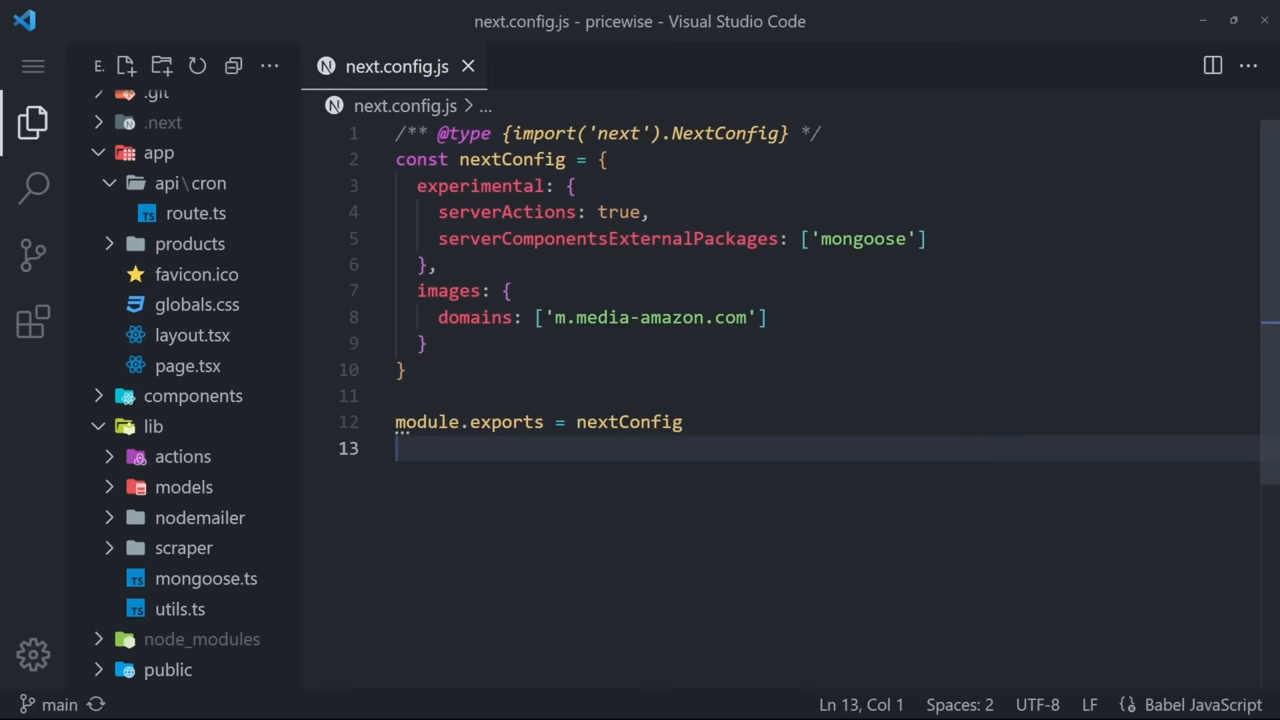 next.config.js - pricewise - Visual Studio Code
E.
.git
.next
app
api\cron
TS route.ts
products
favicon.ico
globals.css
layout.tsx
page.tsx
components
lib
actions
models
nodemailer
scraper
TS mongoose.ts
TS utils.ts
node_modules
public
N next.config.js
N next.config.js > ...
1 /** @type {import('next').NextConfig} */
2 const nextConfig = {
3 experimental: {
4 serverActions: true,
5 serverComponentsExternalPackages: ['mongoose']
6 },
7 images: {
8 domains: ['m.media-amazon.com']
9 }
10 }
11
12 module.exports = nextConfig
13
main
Ln 13, Col 1 Spaces: 2 UTF-8 LF {} Babel JavaScript